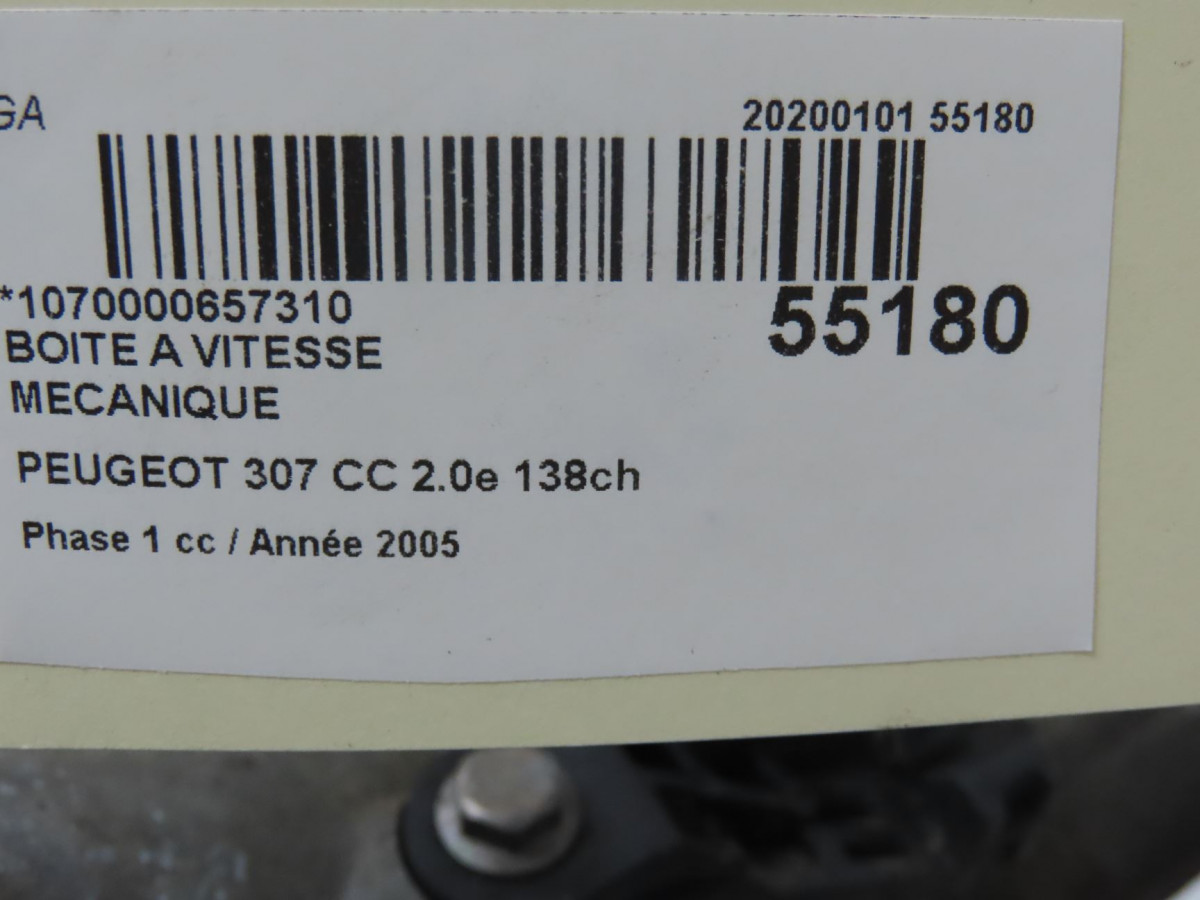 GA
20200101 55180
*1070000657310
55180
BOITE A VITESSE
MECANIQUE
PEUGEOT 307 CC 2.0e 138ch
Phase 1 cc / Année 2005